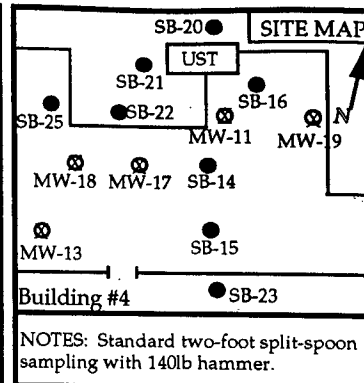 SB-20
SITE MAP
UST
SB-21
SB-16
SB-25
SB-22
MW-11
MW-19
N
MW-18
MW-17
SB-14
MW-13
SB-15
Building #4
SB-23
NOTES: Standard two-foot split-spoon
sampling with 140lb hammer.